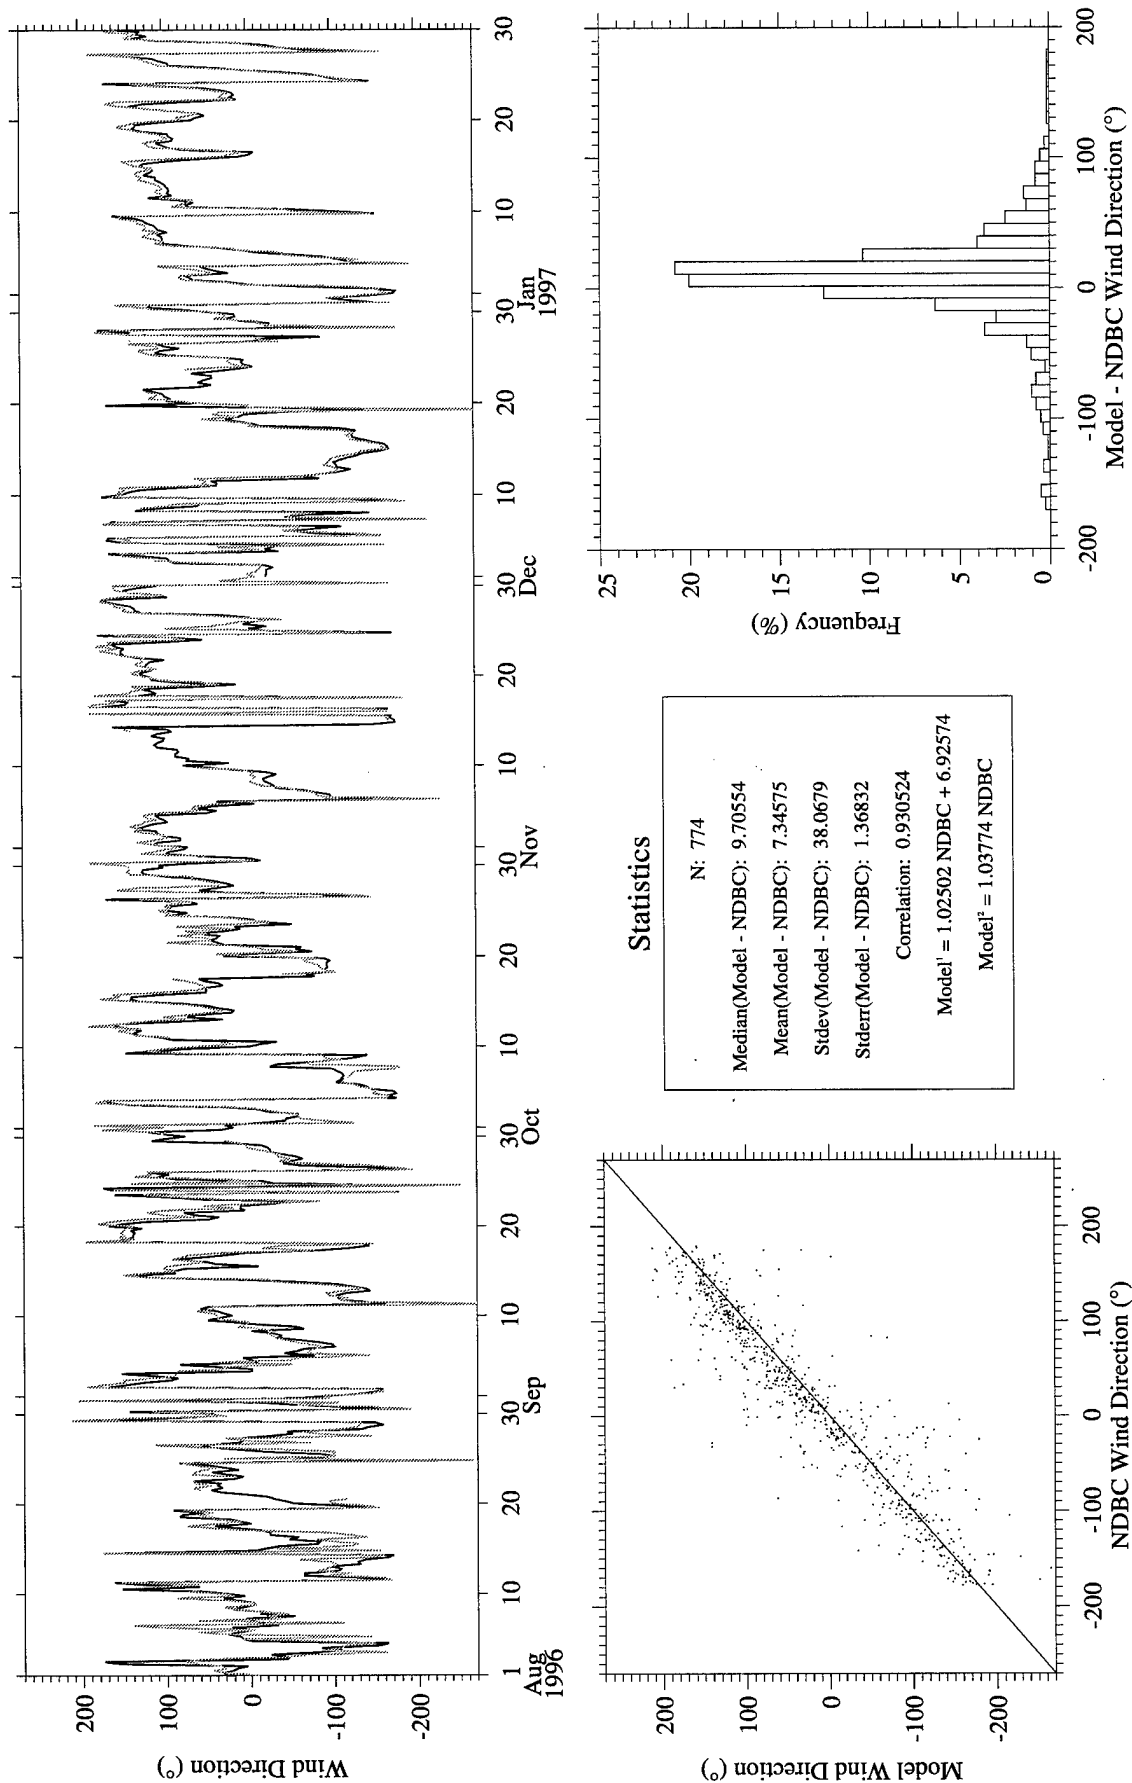 Wind Direction (°)
200
100
0
-100
-200
1
10
20
30
10
20
30
10
20
30
10
20
30
10
20
30
10
20
30
Aug
1996
Sep
Oct
Nov
Dec
Jan
1997
Model Wind Direction (°)
200
100
0
-100
-200
-200
-100
0
100
200
NDBC Wind Direction (°)
Statistics
N: 774
Median(Model - NDBC): 9.70554
Mean(Model - NDBC): 7.34575
Stdev(Model - NDBC): 38.0679
Stderr(Model - NDBC): 1.36832
Correlation: 0.930524
Model¹ = 1.02502 NDBC + 6.92574
Model² = 1.03774 NDBC
Frequency (%)
25
20
15
10
5
0
-200
-100
0
100
200
Model - NDBC Wind Direction (°)